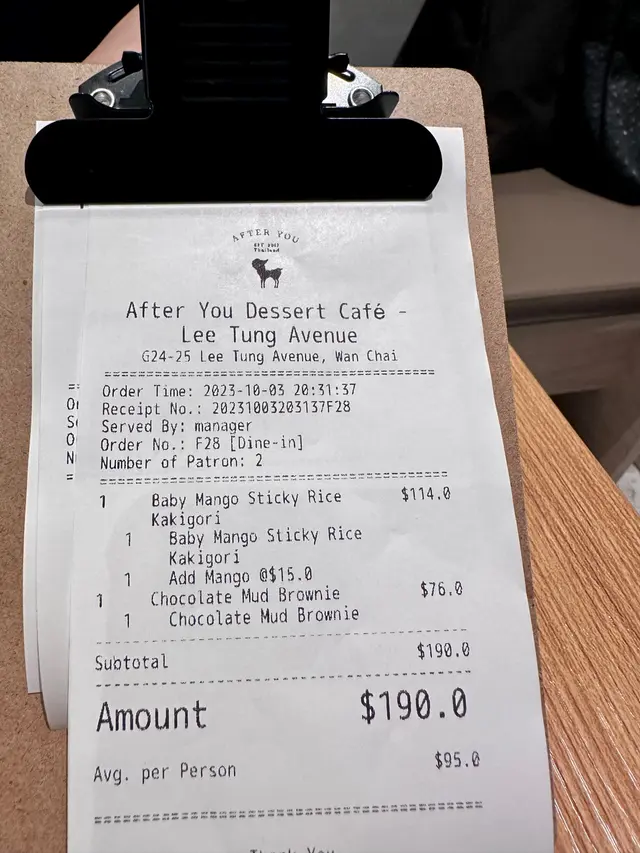 AFTER YOU
EST 2007
Thailand
After You Dessert Café -
Lee Tung Avenue
G24-25 Lee Tung Avenue, Wan Chai
==================================================
Order Time: 2023-10-03 20:31:37
Receipt No.: 20231003203137F28
Served By: manager
Order No.: F28 [Dine-in]
Number of Patron: 2
==================================================
1 Baby Mango Sticky Rice $114.0
Kakigori
1 Baby Mango Sticky Rice
Kakigori
1 Add Mango @$15.0
1 Chocolate Mud Brownie $76.0
1 Chocolate Mud Brownie
--------------------------------------------------
Subtotal $190.0
--------------------------------------------------
Amount $190.0
Avg. per Person $95.0
==================================================
Thank You